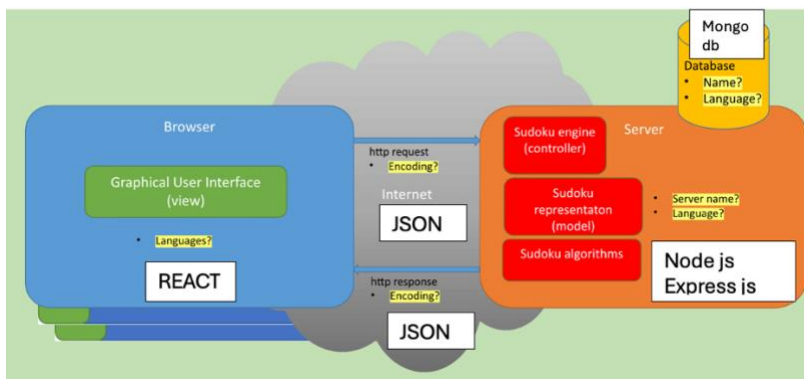 Mongo
db
Database
• Name?
• Language?
Browser
Graphical User Interface
(view)
• Languages?
REACT
http request
• Encoding?
Internet
JSON
http response
• Encoding?
JSON
Server
Sudoku engine
(controller)
Sudoku
representaton
(model)
Sudoku algorithms
• Server name?
• Language?
Node js
Express js